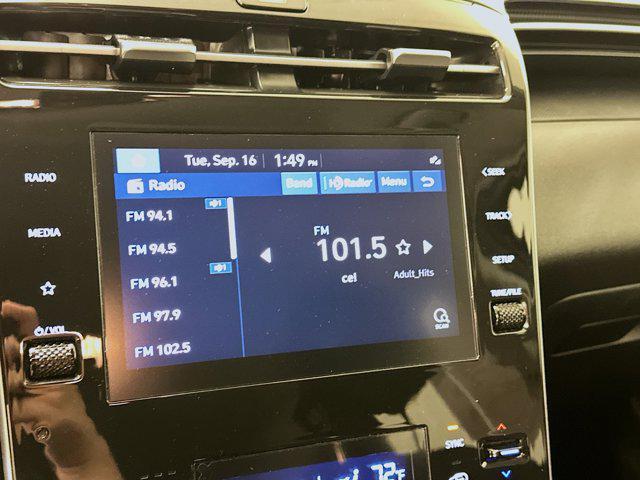 Tue, Sep. 16 1:49 PM
Radio Band HD Radio Menu
FM 94.1
FM 94.5
FM 96.1
FM 97.9
FM 102.5
FM
101.5
ce!
Adult_Hits
SCAN
RADIO
MEDIA
/VOL
<SEEK
TRACK>
SETUP
TUNE/FILE
SYNC
72°F